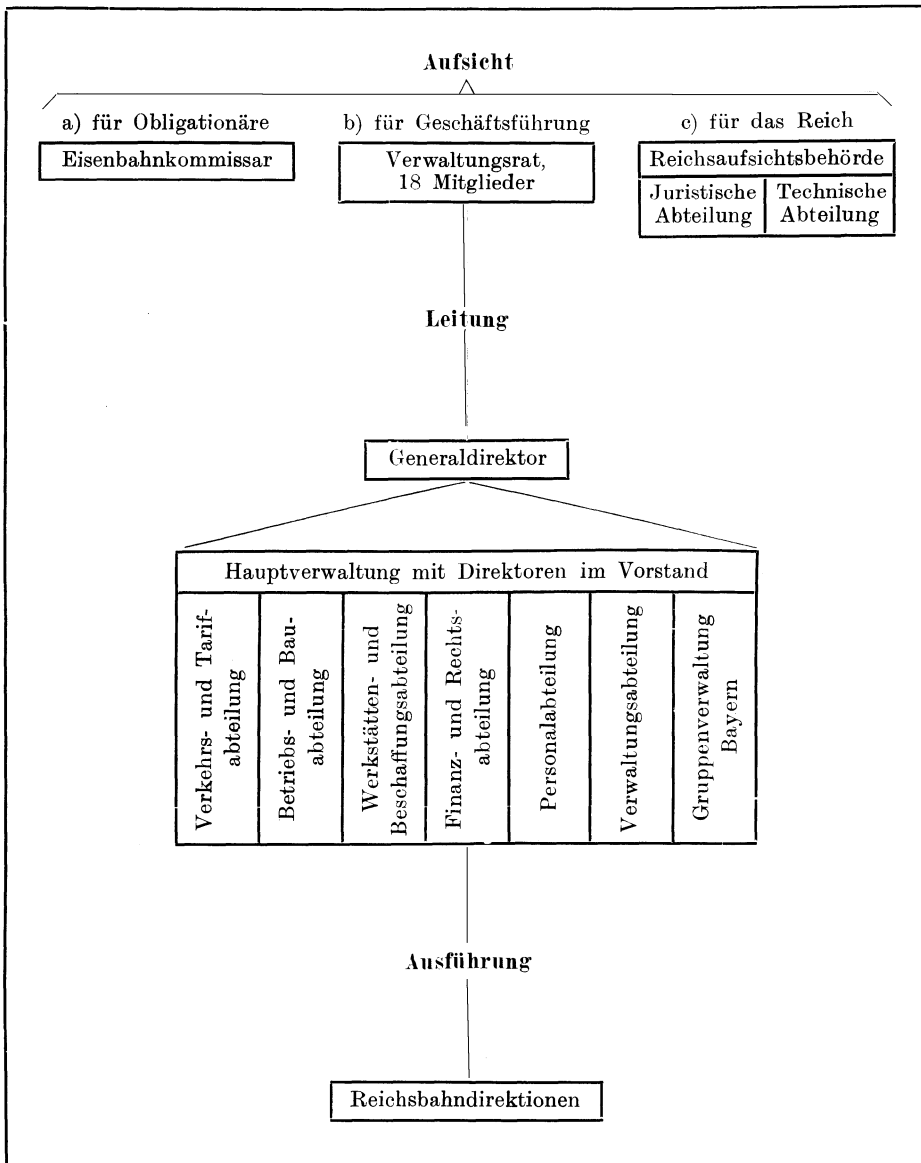 Aufsicht
a) für Obligationäre
Eisenbahnkommissar
b) für Geschäftsführung
Verwaltungsrat,
18 Mitglieder
c) für das Reich
Reichsaufsichtsbehörde
Juristische
Abteilung
Technische
Abteilung
Leitung
Generaldirektor
Hauptverwaltung mit Direktoren im Vorstand
Verkehrs- und Tarif-
abteilung
Betriebs- und Bau-
abteilung
Werkstätten- und
Beschaffungsabteilung
Finanz- und Rechts-
abteilung
Personalabteilung
Verwaltungsabteilung
Gruppenverwaltung
Bayern
Ausführung
Reichsbahndirektionen